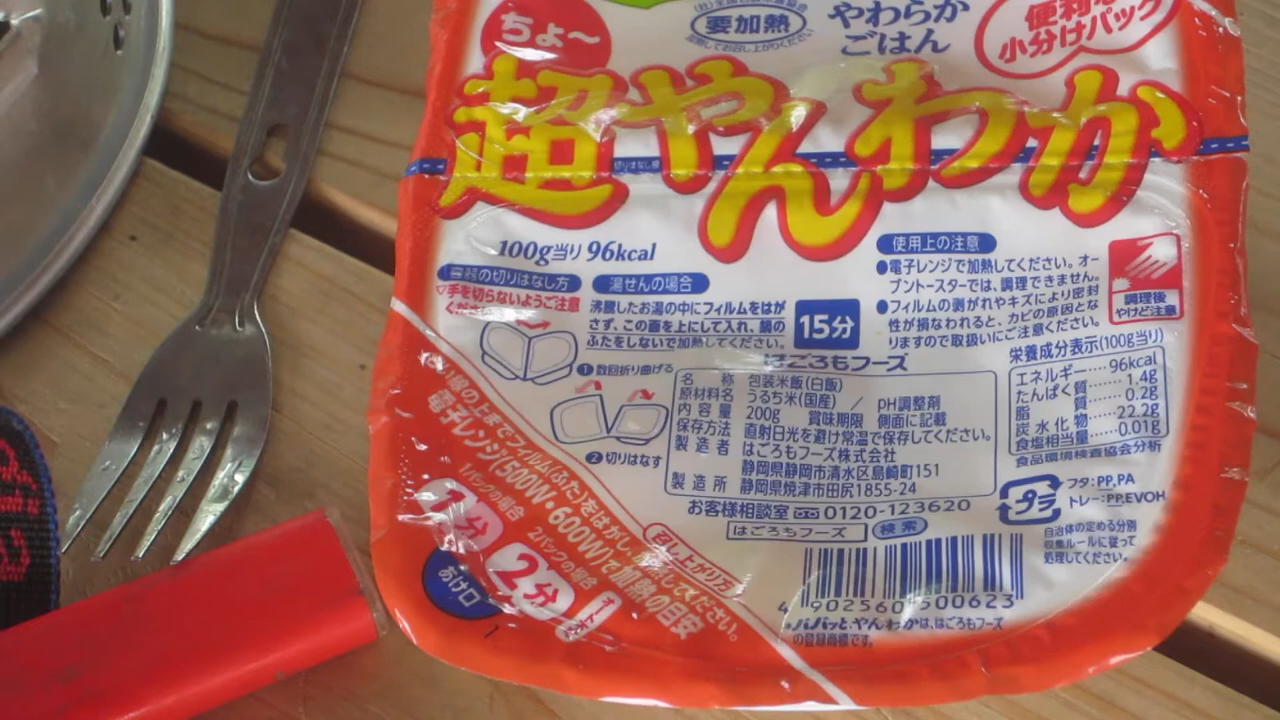 ちょ〜
要加熱
やわらか
ごはん
便利な
小分けパック
超やんわか
切りはなし線
100g当り 96kcal
容器の切りはなし方
▽手を切らないようご注意
ください。
①数回折り曲げる
②切りはなす
湯せんの場合
沸騰したお湯の中にフィルムをはが
さず、この面を上にして入れ、鍋の
ふたをしないで加熱してください。
15分
使用上の注意
●電子レンジで加熱してください。オー
ブントースターでは、調理できません。
●フィルムの剥がれやキズにより密封
性が損なわれると、カビの原因とな
りますので取扱いにご注意ください。
調理後
やけど注意
はごろもフーズ
名称 包装米飯(白飯)
原材料名 うるち米(国産) / pH調整剤
内容量 200g 賞味期限 側面に記載
保存方法 直射日光を避け常温で保存してください。
製造者 はごろもフーズ株式会社
静岡県静岡市清水区島崎町151
製造所 静岡県焼津市田尻1855-24
お客様相談室 0120-123620
はごろもフーズ 検索
栄養成分表示(100g当り)
エネルギー……96kcal
たんぱく質……1.4g
脂質……0.2g
炭水化物……22.2g
食塩相当量……0.01g
食品環境検査協会分析
プラ
フタ:PP,PA
トレー:PP,EVOH
自治体の定める分別
収集ルールに従って
処理してください。
召し上がり方
線の上までフィルム(ふた)をはがし、
電子レンジ(500W・600W)で加熱の目安
1パックの場合
1分
2パックの場合
2分
おけ口
4 902560 500623
パパッと、やんわかは、はごろもフーズ
の登録商標です。